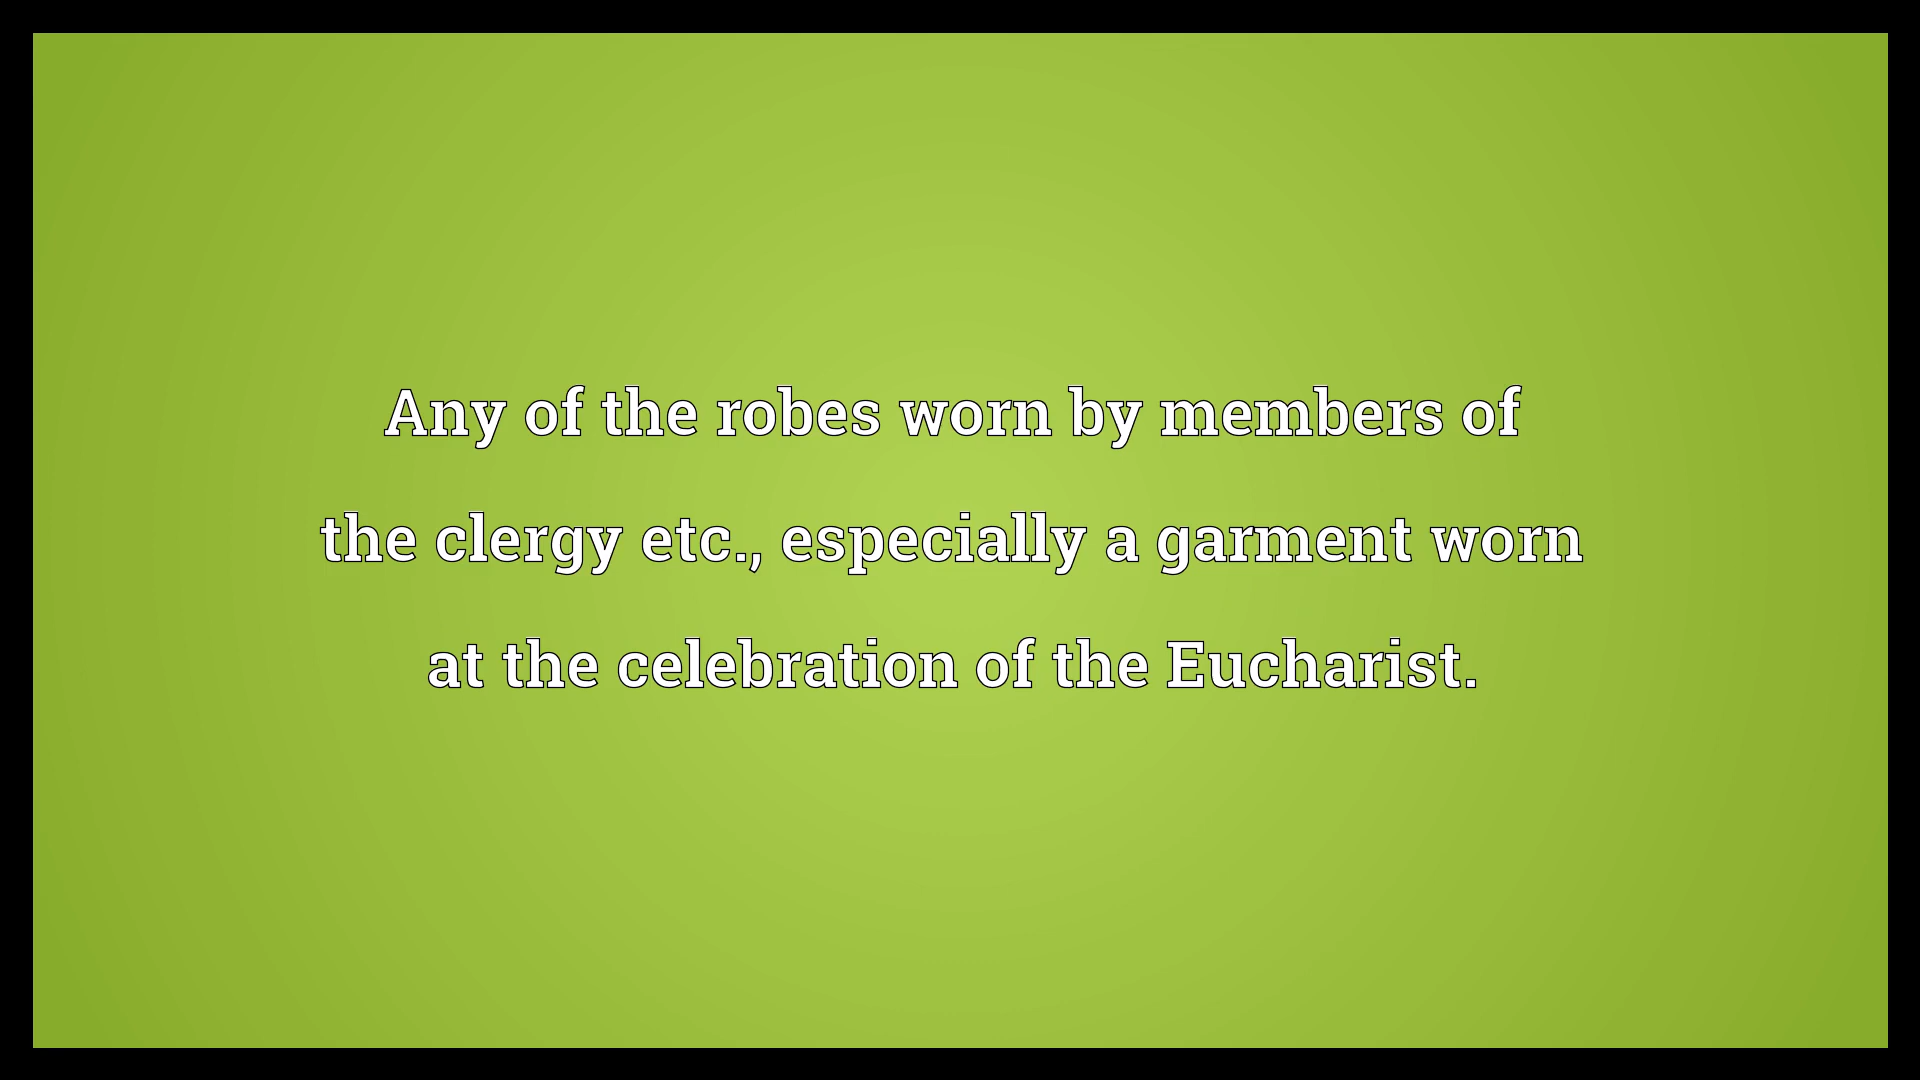 Any of the robes worn by members of
the clergy etc., especially a garment worn
at the celebration of the Eucharist.